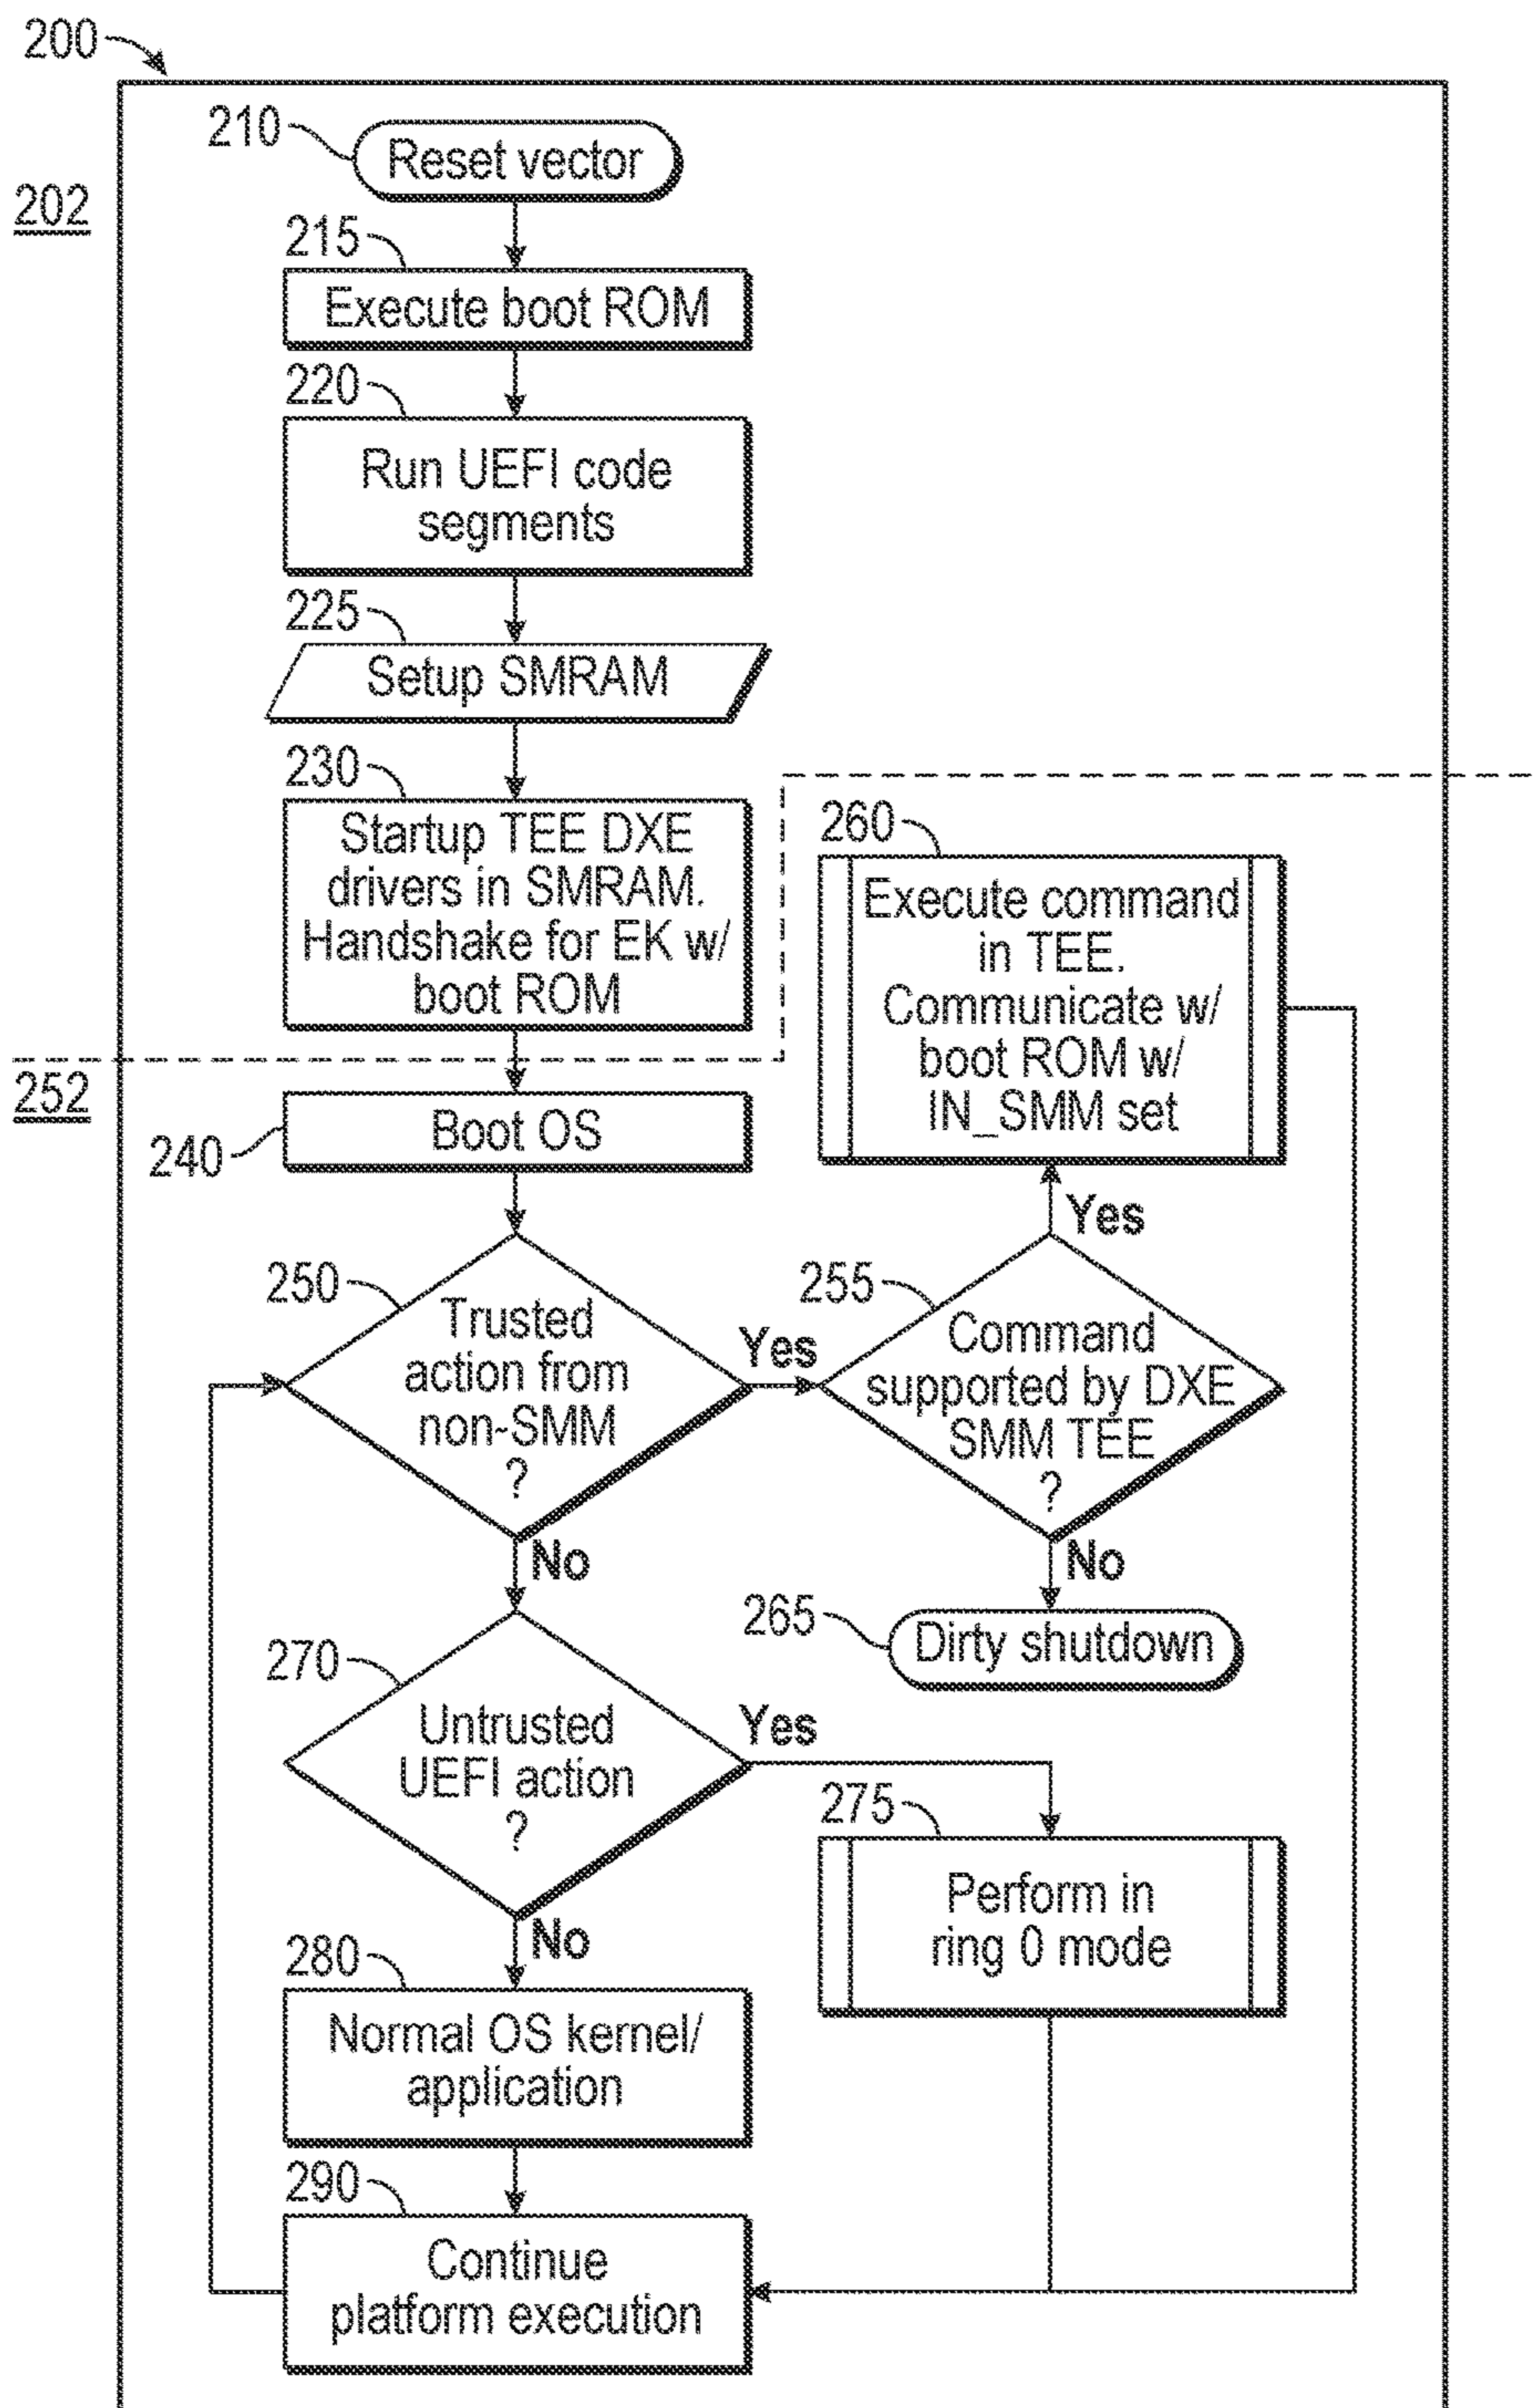 200
202
210
Reset vector
215
Execute boot ROM
220
Run UEFI code
segments
225
Setup SMRAM
230
Startup TEE DXE
drivers in SMRAM.
Handshake for EK w/
boot ROM
252
240
Boot OS
260
Execute command
in TEE.
Communicate w/
boot ROM w/
IN_SMM set
Yes
250
Trusted
action from
non-SMM
?
Yes
255
Command
supported by DXE
SMM TEE
?
No
No
265
Dirty shutdown
270
Untrusted
UEFI action
?
Yes
275
Perform in
ring 0 mode
No
280
Normal OS kernel/
application
290
Continue
platform execution